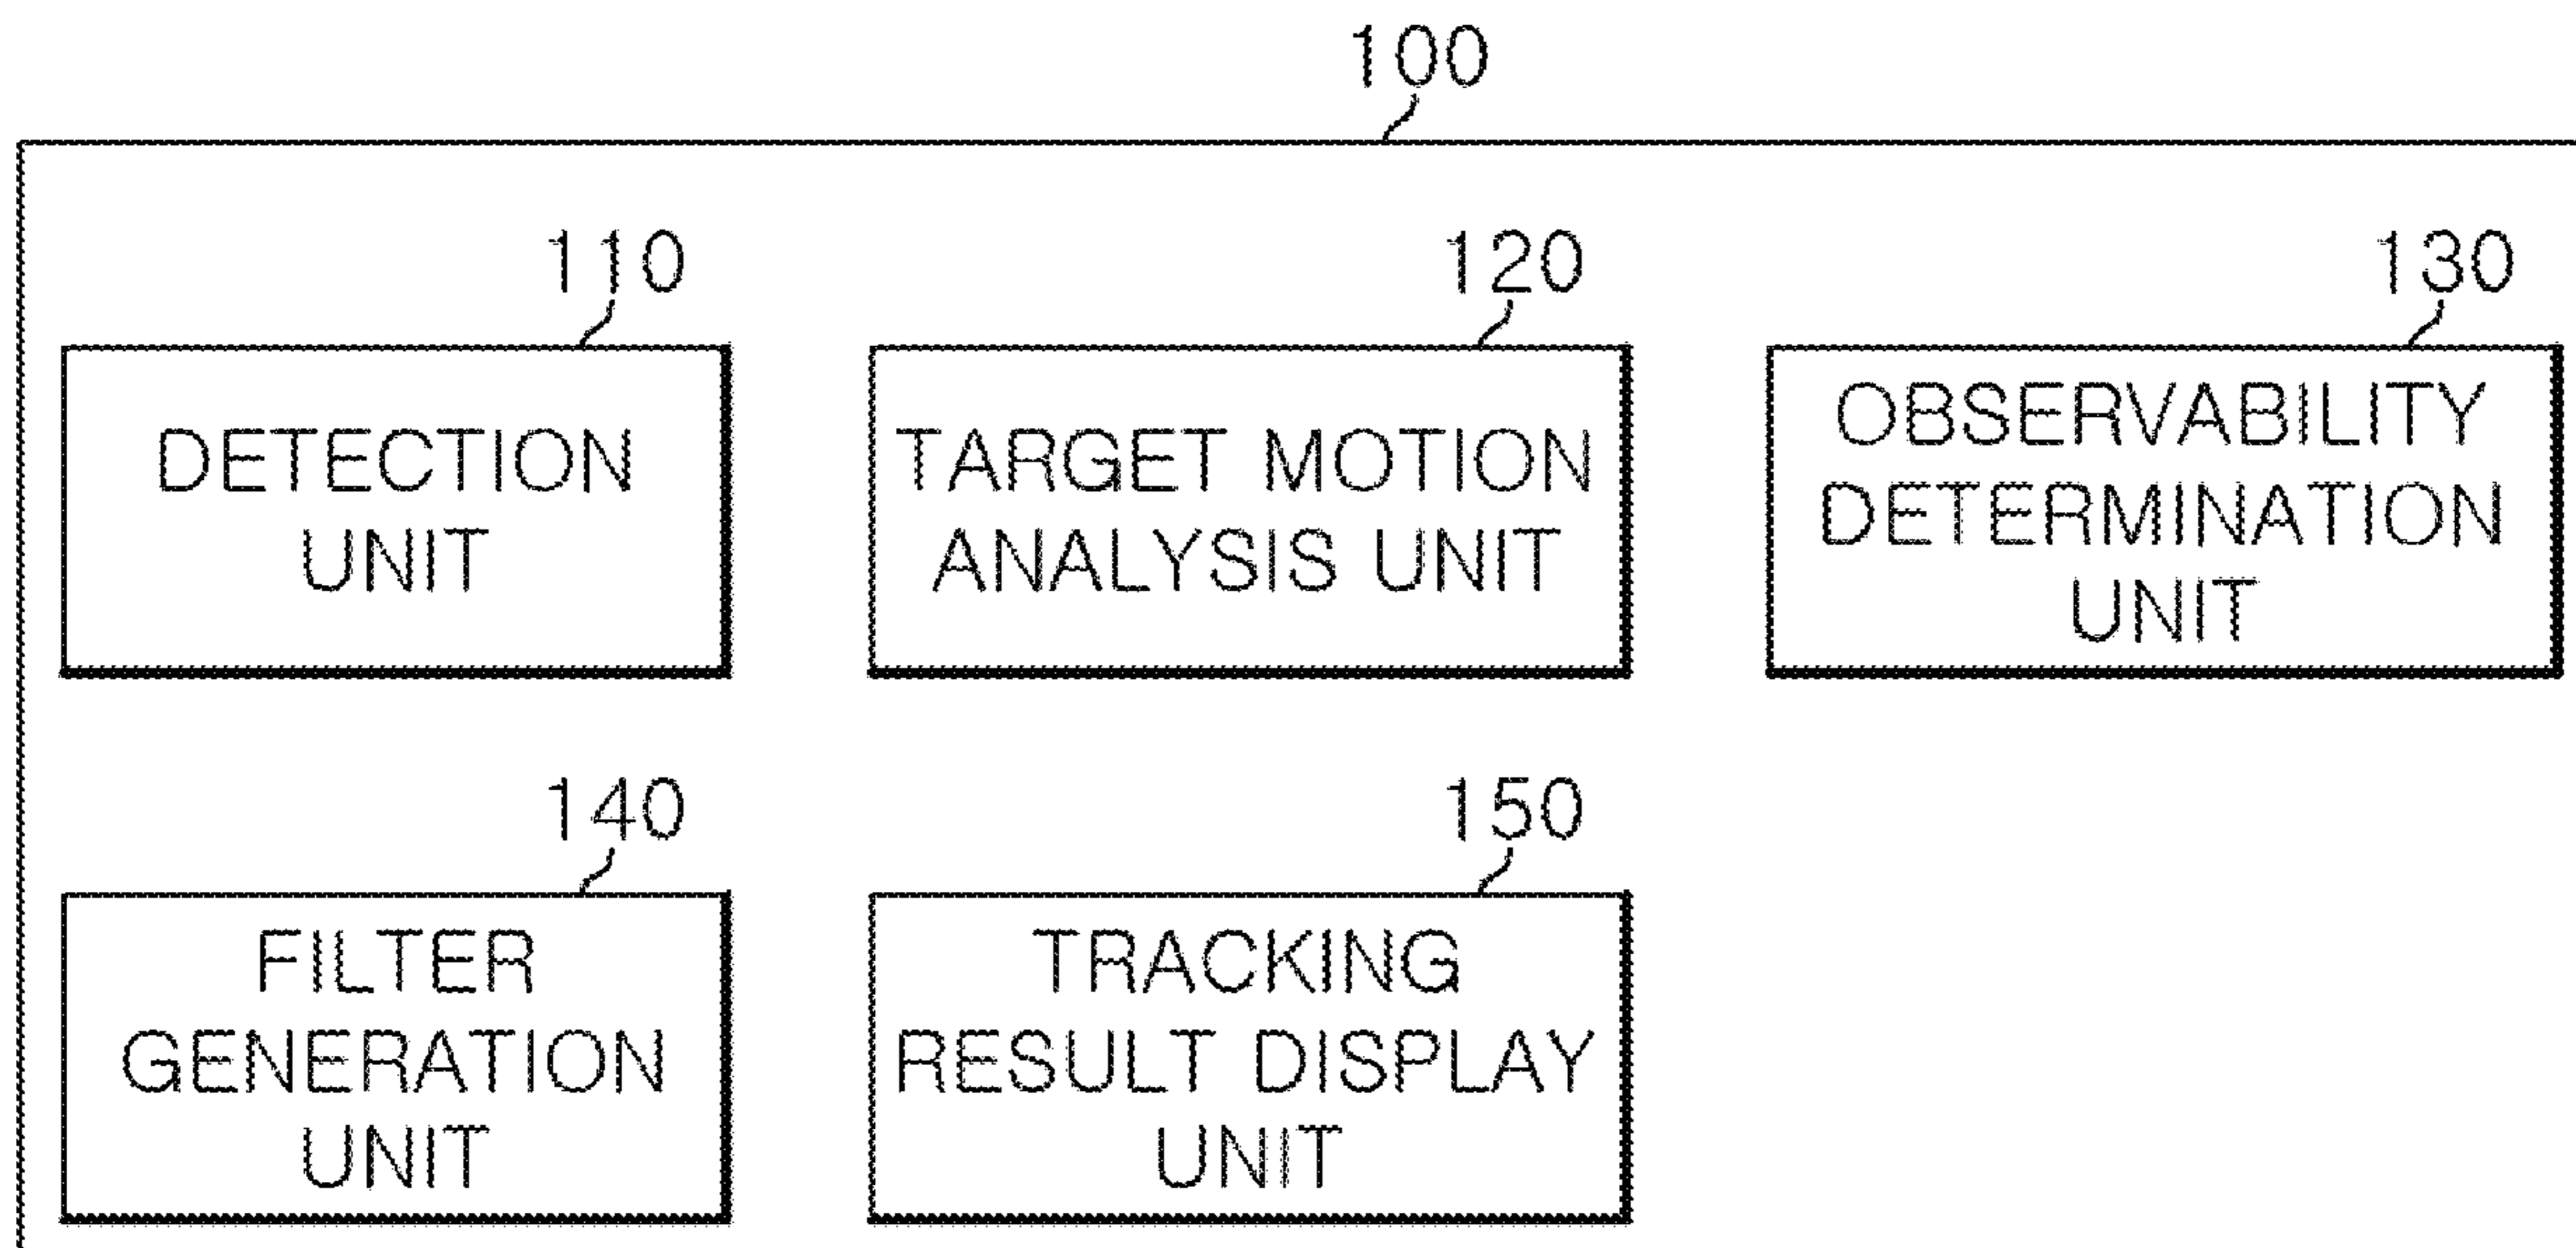 100
110
DETECTION
UNIT
120
TARGET MOTION
ANALYSIS UNIT
130
OBSERVABILITY
DETERMINATION
UNIT
140
FILTER
GENERATION
UNIT
150
TRACKING
RESULT DISPLAY
UNIT